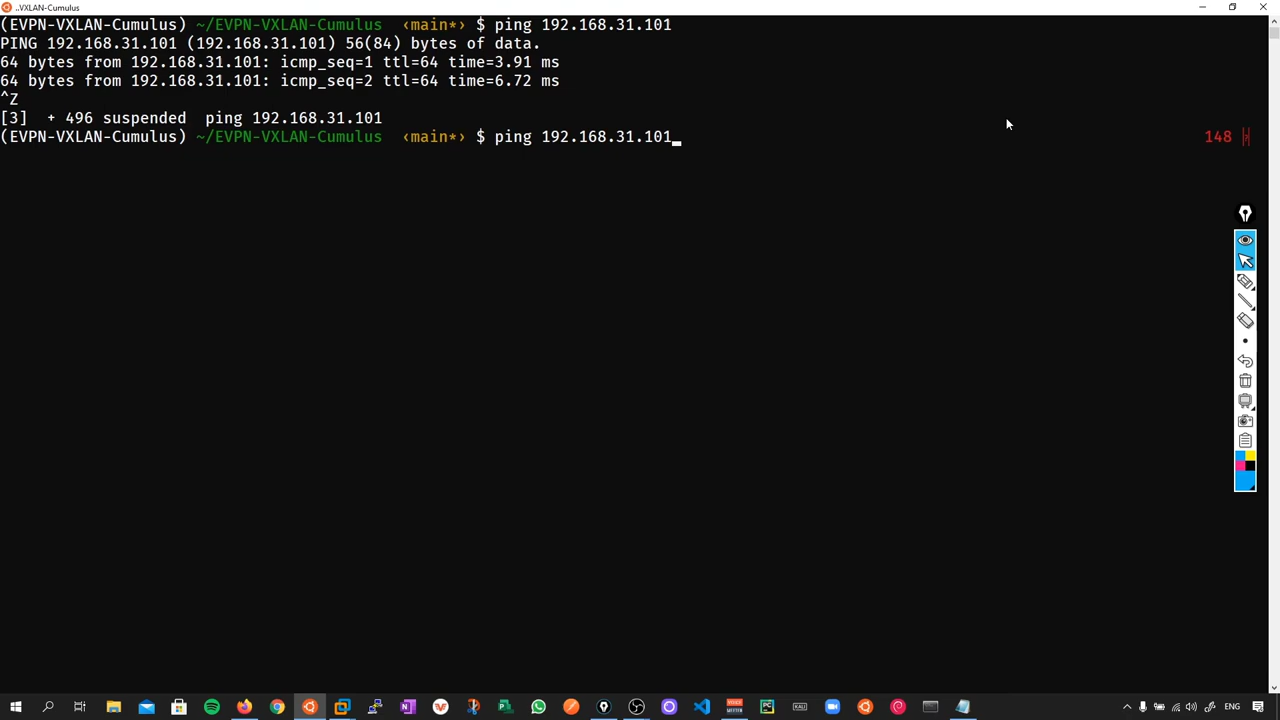 ..VXLAN-Cumulus
(EVPN-VXLAN-Cumulus) ~/EVPN-VXLAN-Cumulus ‹main*› $ ping 192.168.31.101
PING 192.168.31.101 (192.168.31.101) 56(84) bytes of data.
64 bytes from 192.168.31.101: icmp_seq=1 ttl=64 time=3.91 ms
64 bytes from 192.168.31.101: icmp_seq=2 ttl=64 time=6.72 ms
^Z
[3] + 496 suspended ping 192.168.31.101
(EVPN-VXLAN-Cumulus) ~/EVPN-VXLAN-Cumulus ‹main*› $ ping 192.168.31.101 148
ENG